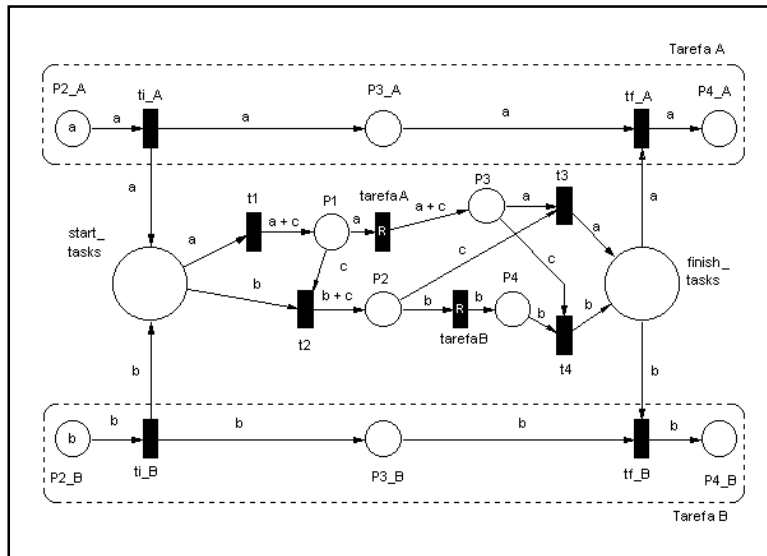 Tarefa A
P2_A
ti_A
P3_A
tf_A
P4_A
a
a
a
a
a
a
t1
P1
tarefaA
P3
t3
a
start_
tasks
a
a + c
a
R
a + c
a
a
c
c
c
b
t2
b + c
P2
b
R
b
P4
b
b
t4
tarefaB
finish_
tasks
b
b
b
b
b
b
b
P2_B
ti_B
P3_B
tf_B
P4_B
Tarefa B